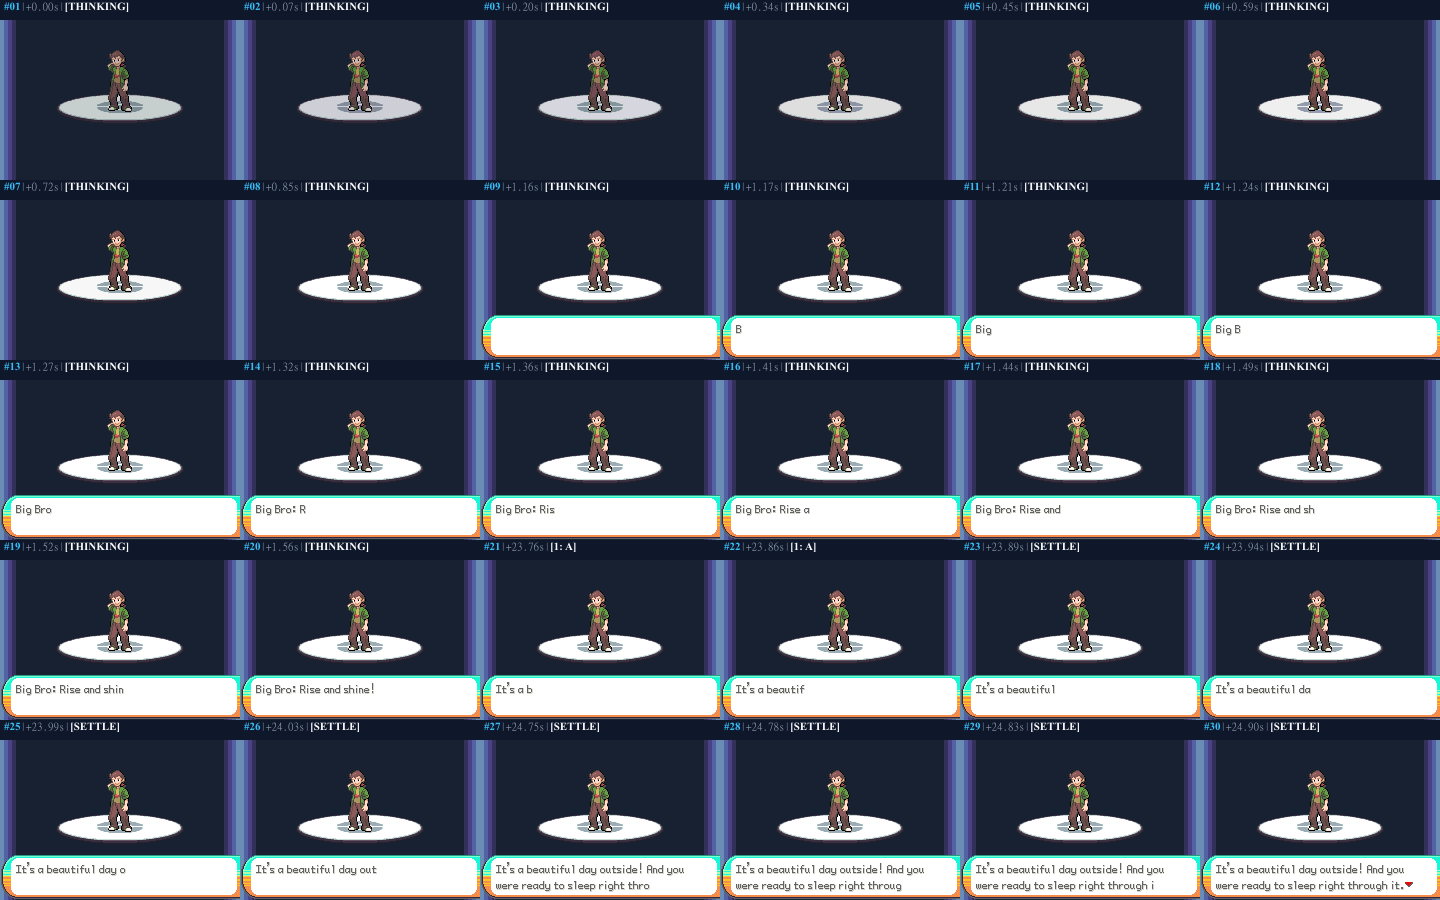 #01|+0.00s|[THINKING]
#02|+0.07s|[THINKING]
#03|+0.20s|[THINKING]
#04|+0.34s|[THINKING]
#05|+0.45s|[THINKING]
#06|+0.59s|[THINKING]
#07|+0.72s|[THINKING]
#08|+0.85s|[THINKING]
#09|+1.16s|[THINKING]
#10|+1.17s|[THINKING]
B
#11|+1.21s|[THINKING]
Big
#12|+1.24s|[THINKING]
Big B
#13|+1.27s|[THINKING]
Big Bro
#14|+1.32s|[THINKING]
Big Bro: R
#15|+1.36s|[THINKING]
Big Bro: Ris
#16|+1.41s|[THINKING]
Big Bro: Rise a
#17|+1.44s|[THINKING]
Big Bro: Rise and
#18|+1.49s|[THINKING]
Big Bro: Rise and sh
#19|+1.52s|[THINKING]
Big Bro: Rise and shin
#20|+1.56s|[THINKING]
Big Bro: Rise and shine!
#21|+23.76s|[1: A]
It's a b
#22|+23.86s|[1: A]
It's a beautif
#23|+23.89s|[SETTLE]
It's a beautiful
#24|+23.94s|[SETTLE]
It's a beautiful da
#25|+23.99s|[SETTLE]
It's a beautiful day o
#26|+24.03s|[SETTLE]
It's a beautiful day out
#27|+24.75s|[SETTLE]
It's a beautiful day outside! And you
were ready to sleep right thro
#28|+24.78s|[SETTLE]
It's a beautiful day outside! And you
were ready to sleep right throug
#29|+24.83s|[SETTLE]
It's a beautiful day outside! And you
were ready to sleep right through i
#30|+24.90s|[SETTLE]
It's a beautiful day outside! And you
were ready to sleep right through it.